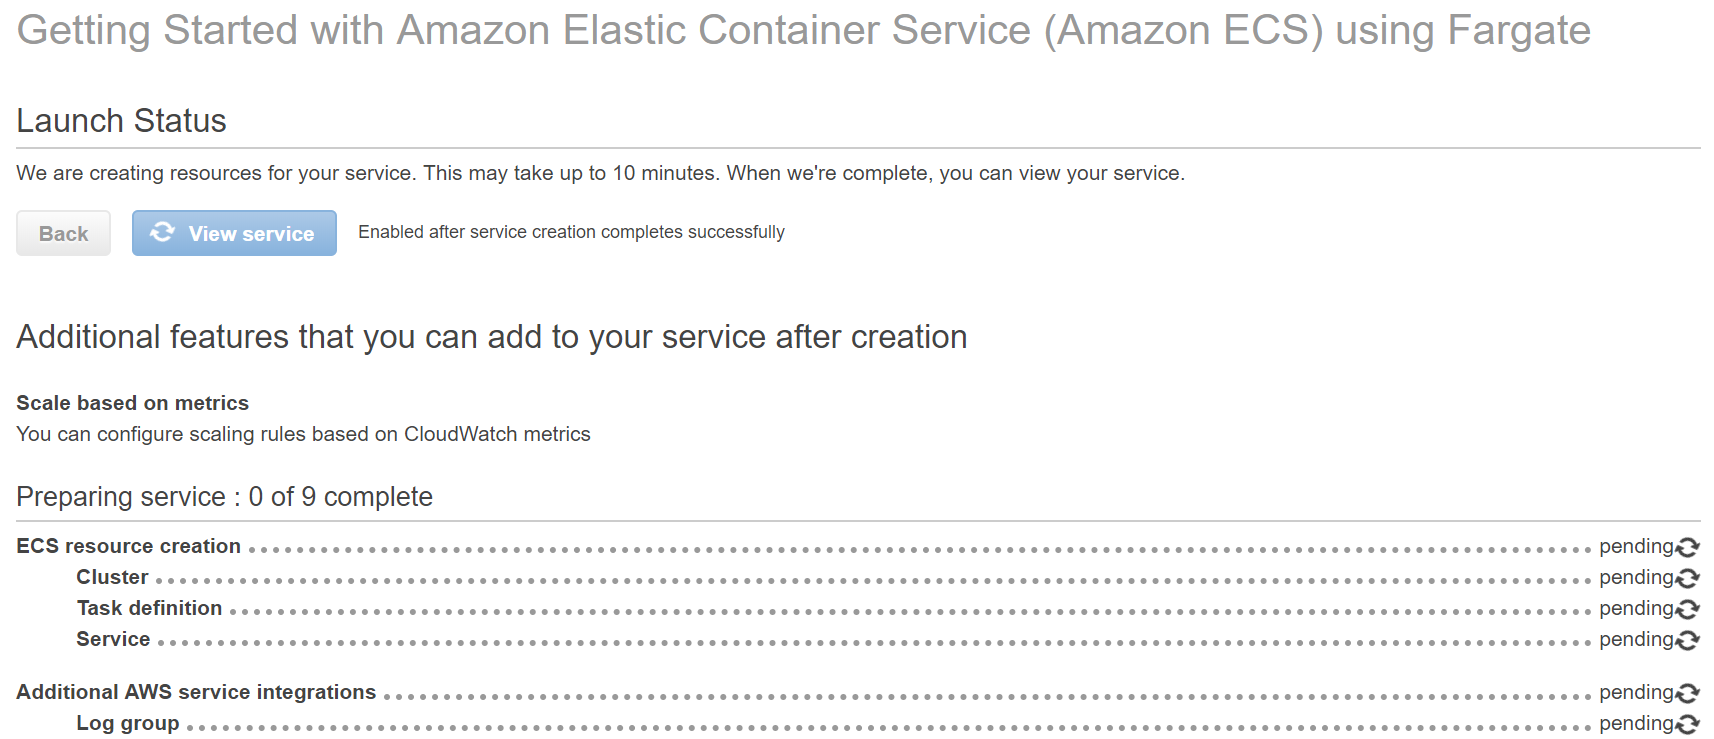 Getting Started with Amazon Elastic Container Service (Amazon ECS) using Fargate
Launch Status
We are creating resources for your service. This may take up to 10 minutes. When we're complete, you can view your service.
Back View service Enabled after service creation completes successfully
Additional features that you can add to your service after creation
Scale based on metrics
You can configure scaling rules based on CloudWatch metrics
Preparing service : 0 of 9 complete
ECS resource creation pending
Cluster pending
Task definition pending
Service pending
Additional AWS service integrations pending
Log group pending